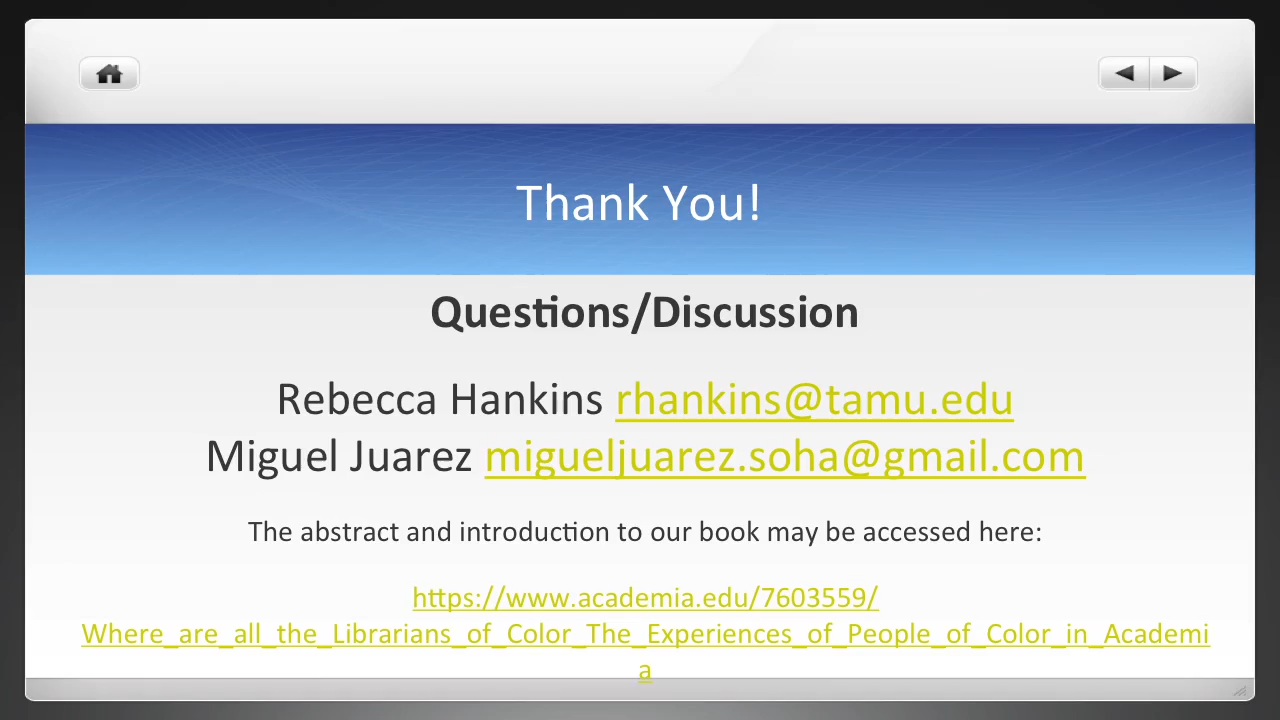 Thank You!
Questions/Discussion
Rebecca Hankins rhankins@tamu.edu
Miguel Juarez migueljuarez.soha@gmail.com
The abstract and introduction to our book may be accessed here:
https://www.academia.edu/7603559/
Where_are_all_the_Librarians_of_Color_The_Experiences_of_People_of_Color_in_Academi
a